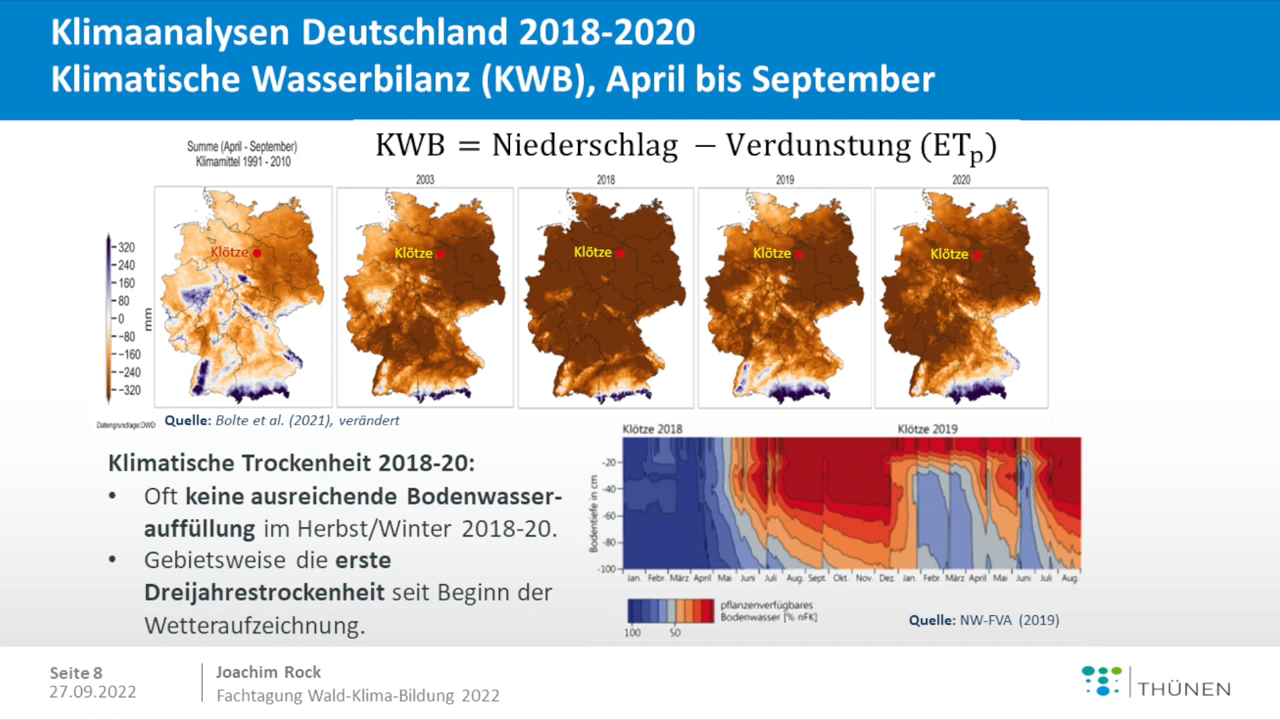 Klimaanalysen Deutschland 2018-2020
Klimatische Wasserbilanz (KWB), April bis September
KWB = Niederschlag − Verdunstung (ETp)
Summe (April - September)
Klimamittel 1991 - 2010
2003
2018
2019
2020
Klötze
Klötze
Klötze
Klötze
Klötze
320
240
160
80
0
−80
−160
−240
−320
mm
Datengrundlage:DWD
Quelle: Bolte et al. (2021), verändert
Klimatische Trockenheit 2018-20:
• Oft keine ausreichende Bodenwasser-
auffüllung im Herbst/Winter 2018-20.
• Gebietsweise die erste
Dreijahrestrockenheit seit Beginn der
Wetteraufzeichnung.
Klötze 2018
Klötze 2019
Bodentiefe in cm
-20
-40
-60
-80
-100
Jan. Febr. März April Mai Juni Juli Aug. Sept. Okt. Nov. Dez. Jan. Febr. März April Mai Juni Juli Aug.
pflanzenverfügbares
Bodenwasser [% nFK]
100 50
Quelle: NW-FVA (2019)
Seite 8
27.09.2022
Joachim Rock
Fachtagung Wald-Klima-Bildung 2022
THÜNEN